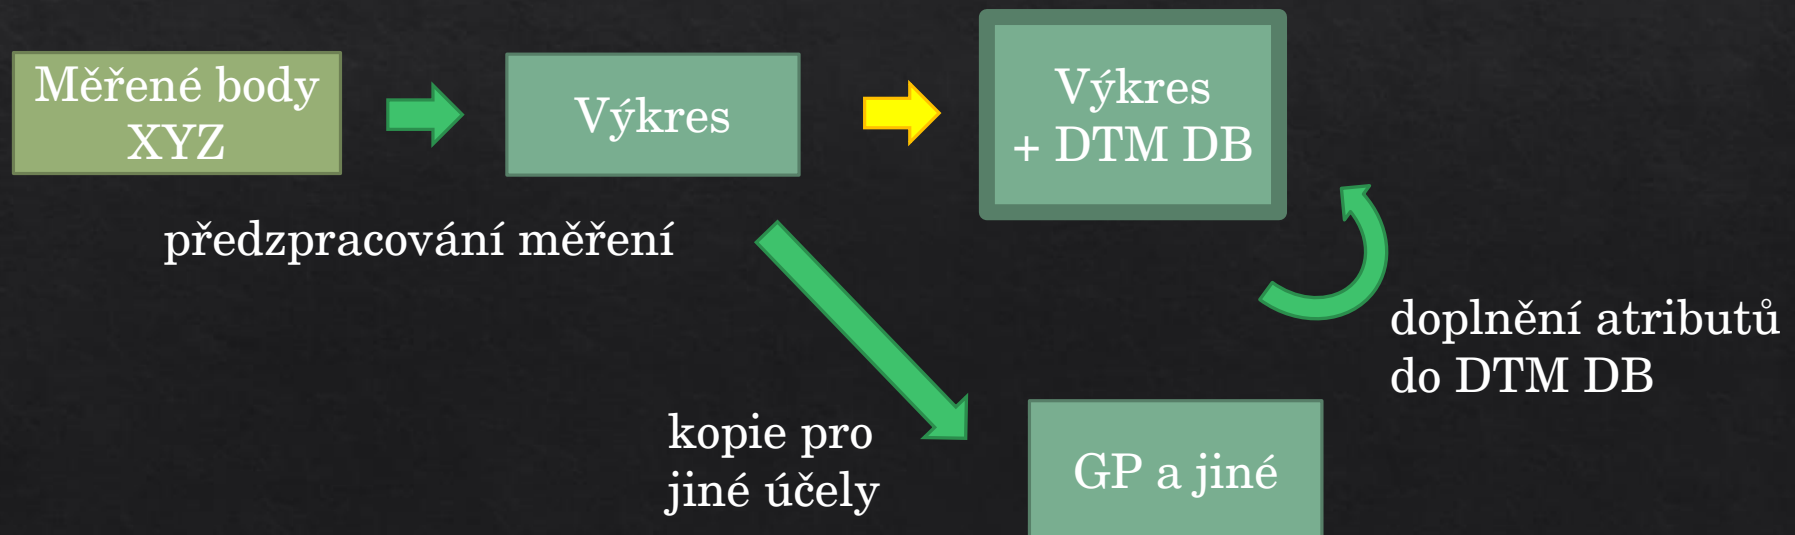 Měřené body
XYZ
Výkres
Výkres
+ DTM DB
předzpracování měření
doplnění atributů
do DTM DB
kopie pro
jiné účely
GP a jiné